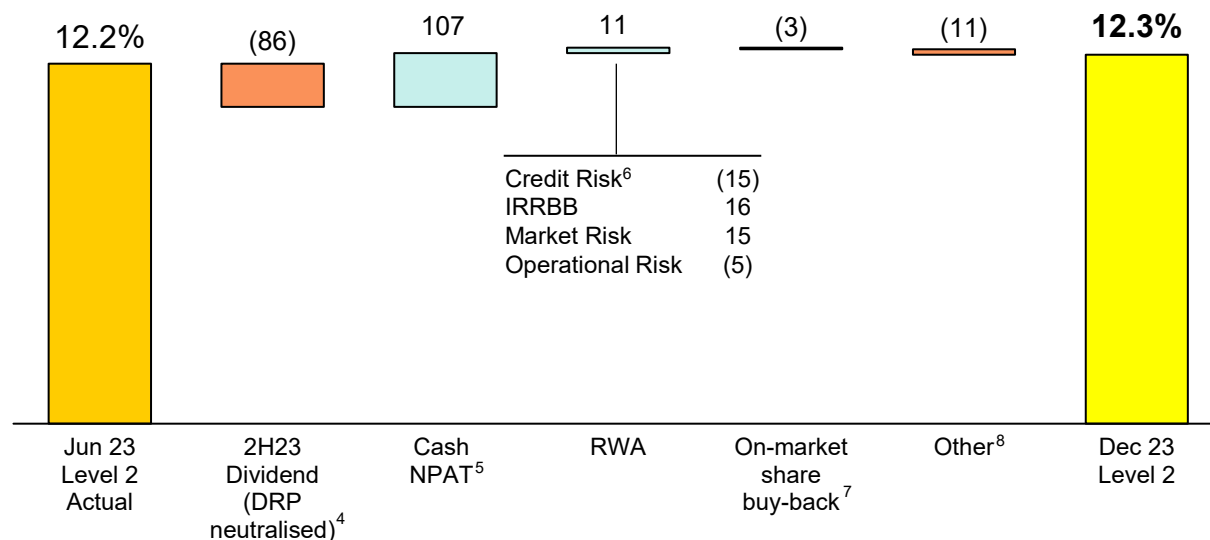 12.2%
(86)
107
11
(3)
(11)
12.3%
Credit Risk6 (15)
IRRBB 16
Market Risk 15
Operational Risk (5)
Jun 23
Level 2
Actual
2H23
Dividend
(DRP
neutralised)4
Cash
NPAT5
RWA
On-market
share
buy-back7
Other8
Dec 23
Level 2